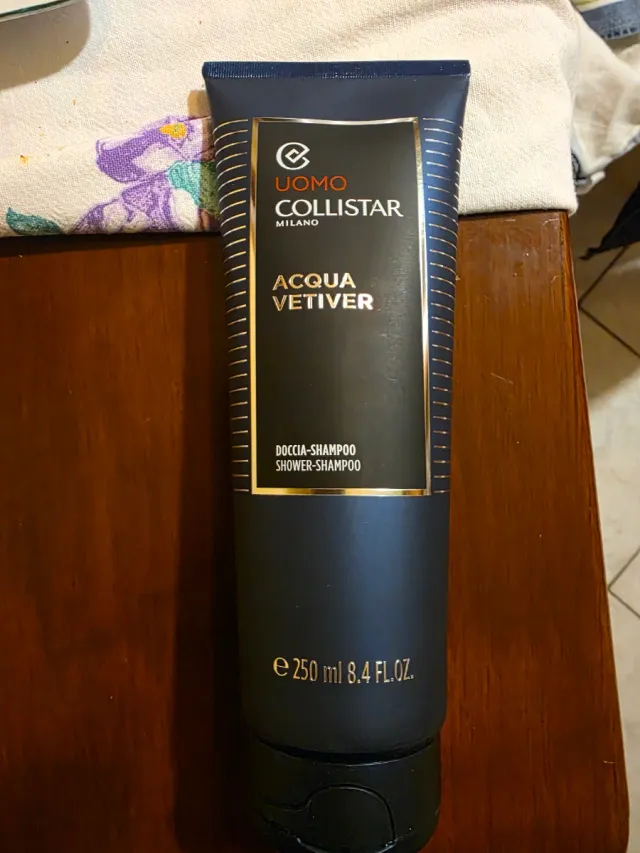 UOMO
COLLISTAR
MILANO
ACQUA
VETIVER
DOCCIA-SHAMPOO
SHOWER-SHAMPOO
℮ 250 ml 8.4 FL.OZ.